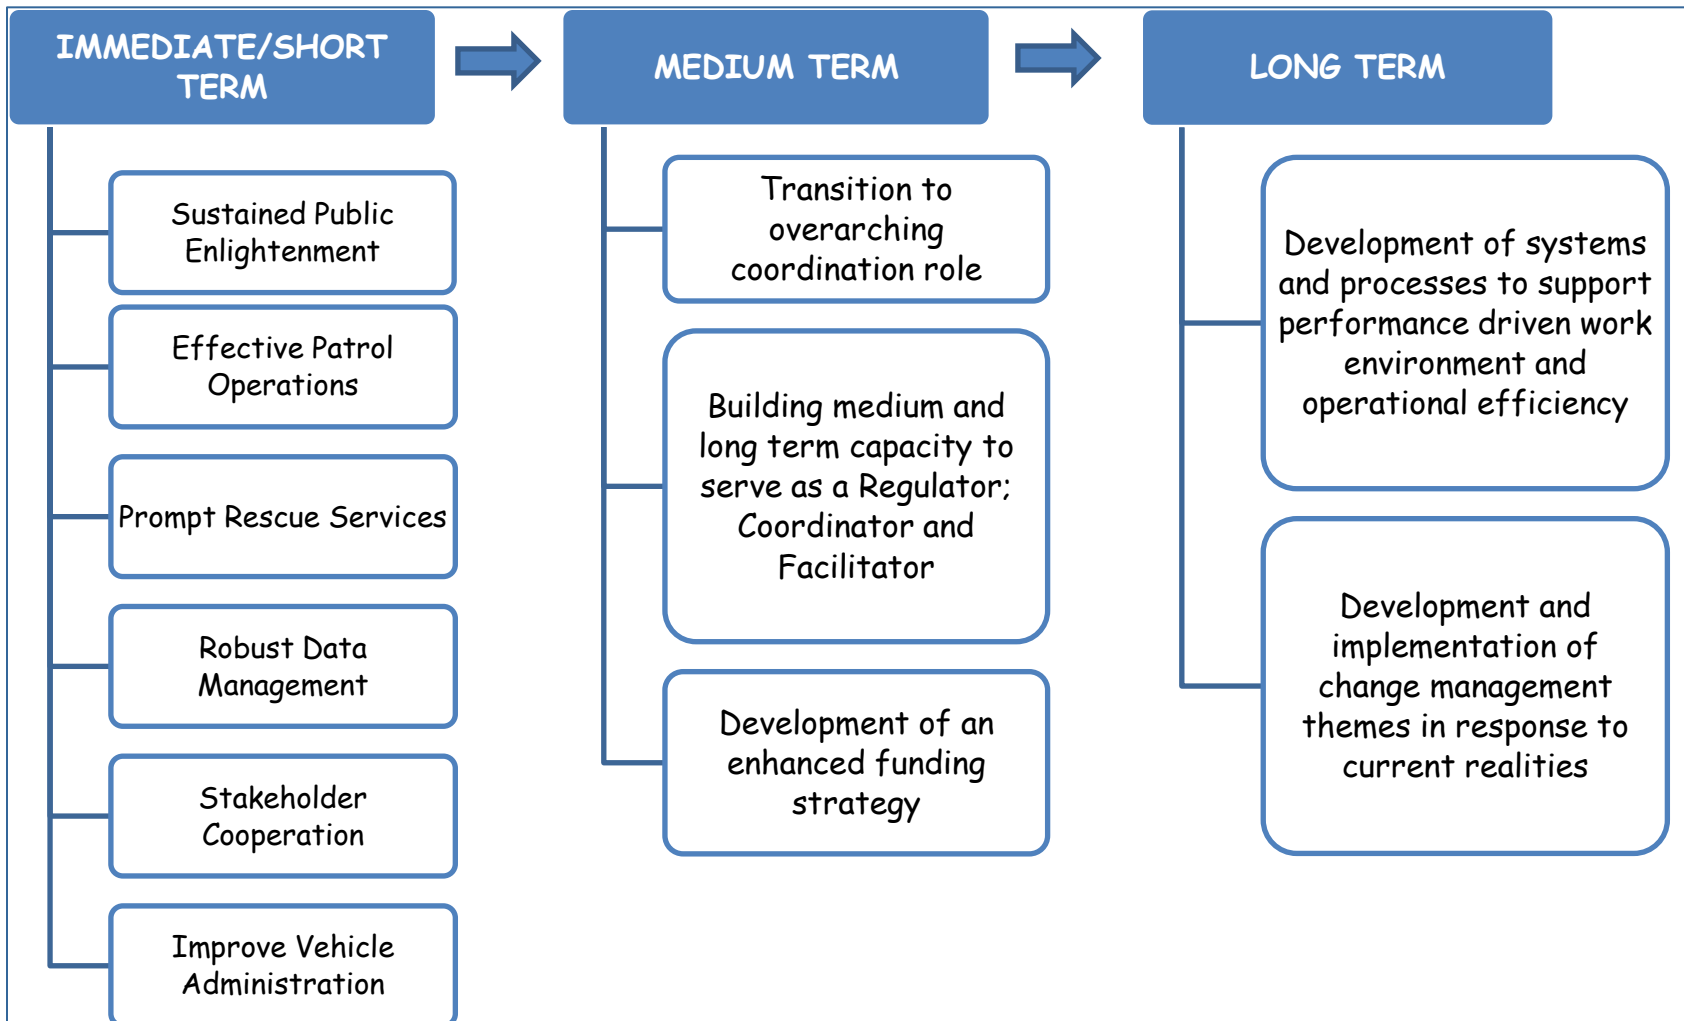 IMMEDIATE/SHORT
TERM
Sustained Public
Enlightenment
Effective Patrol
Operations
Prompt Rescue Services
Robust Data
Management
Stakeholder
Cooperation
Improve Vehicle
Administration
MEDIUM TERM
Transition to
overarching
coordination role
Building medium and
long term capacity to
serve as a Regulator;
Coordinator and
Facilitator
Development of an
enhanced funding
strategy
LONG TERM
Development of systems
and processes to support
performance driven work
environment and
operational efficiency
Development and
implementation of
change management
themes in response to
current realities